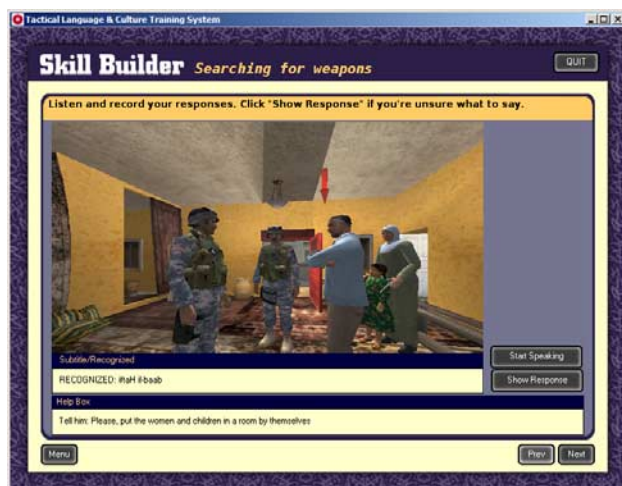 Tactical Language & Culture Training System
Skill Builder Searching for weapons
QUIT
Listen and record your responses. Click "Show Response" if you're unsure what to say.
Subtitle/Recognized
Start Speaking
RECOGNIZED: iftaH il-baab
Show Response
Help Box
Tell him: Please, put the women and children in a room by themselves
Menu
Prev
Next